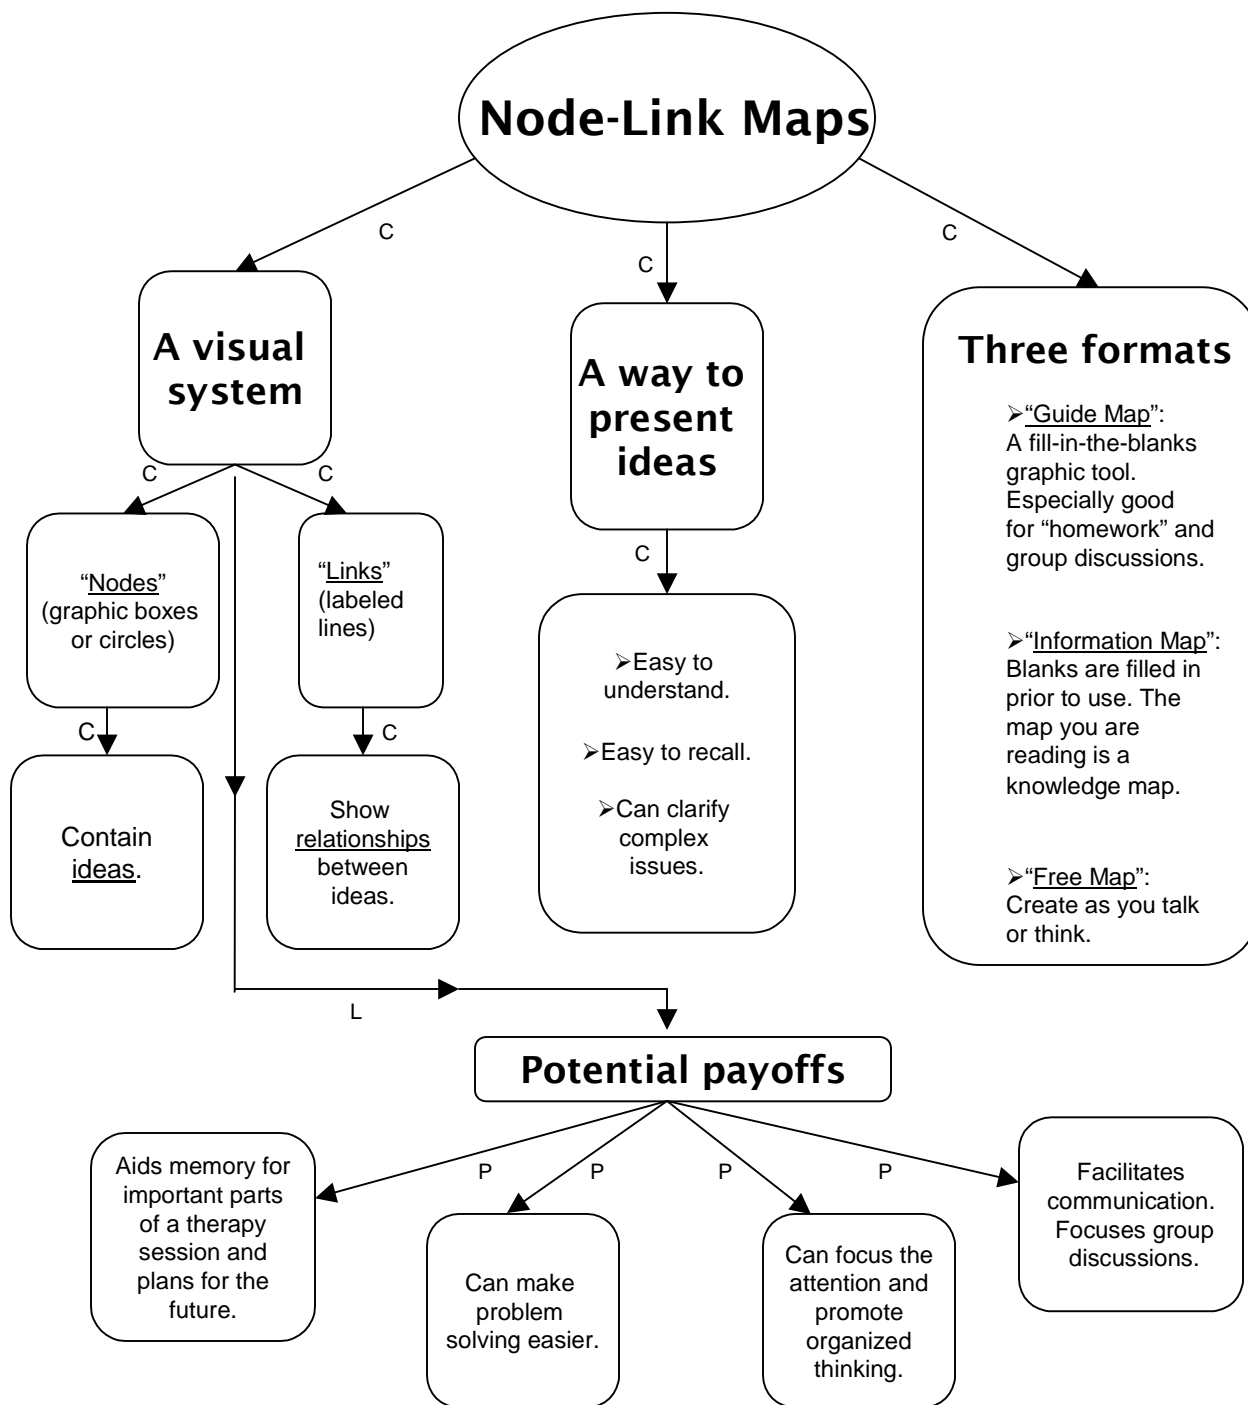 Node-Link Maps
C
C
C
A visual
system
A way to
present
ideas
Three formats
➢“Guide Map”:
A fill-in-the-blanks
graphic tool.
Especially good
for “homework” and
group discussions.
➢“Information Map”:
Blanks are filled in
prior to use. The
map you are
reading is a
knowledge map.
➢“Free Map”:
Create as you talk
or think.
C
C
C
“Nodes”
(graphic boxes
or circles)
“Links”
(labeled
lines)
➢Easy to
understand.
➢Easy to recall.
➢Can clarify
complex
issues.
C
C
Contain
ideas.
Show
relationships
between
ideas.
L
Potential payoffs
P
P
P
P
Aids memory for
important parts
of a therapy
session and
plans for the
future.
Can make
problem
solving easier.
Can focus the
attention and
promote
organized
thinking.
Facilitates
communication.
Focuses group
discussions.